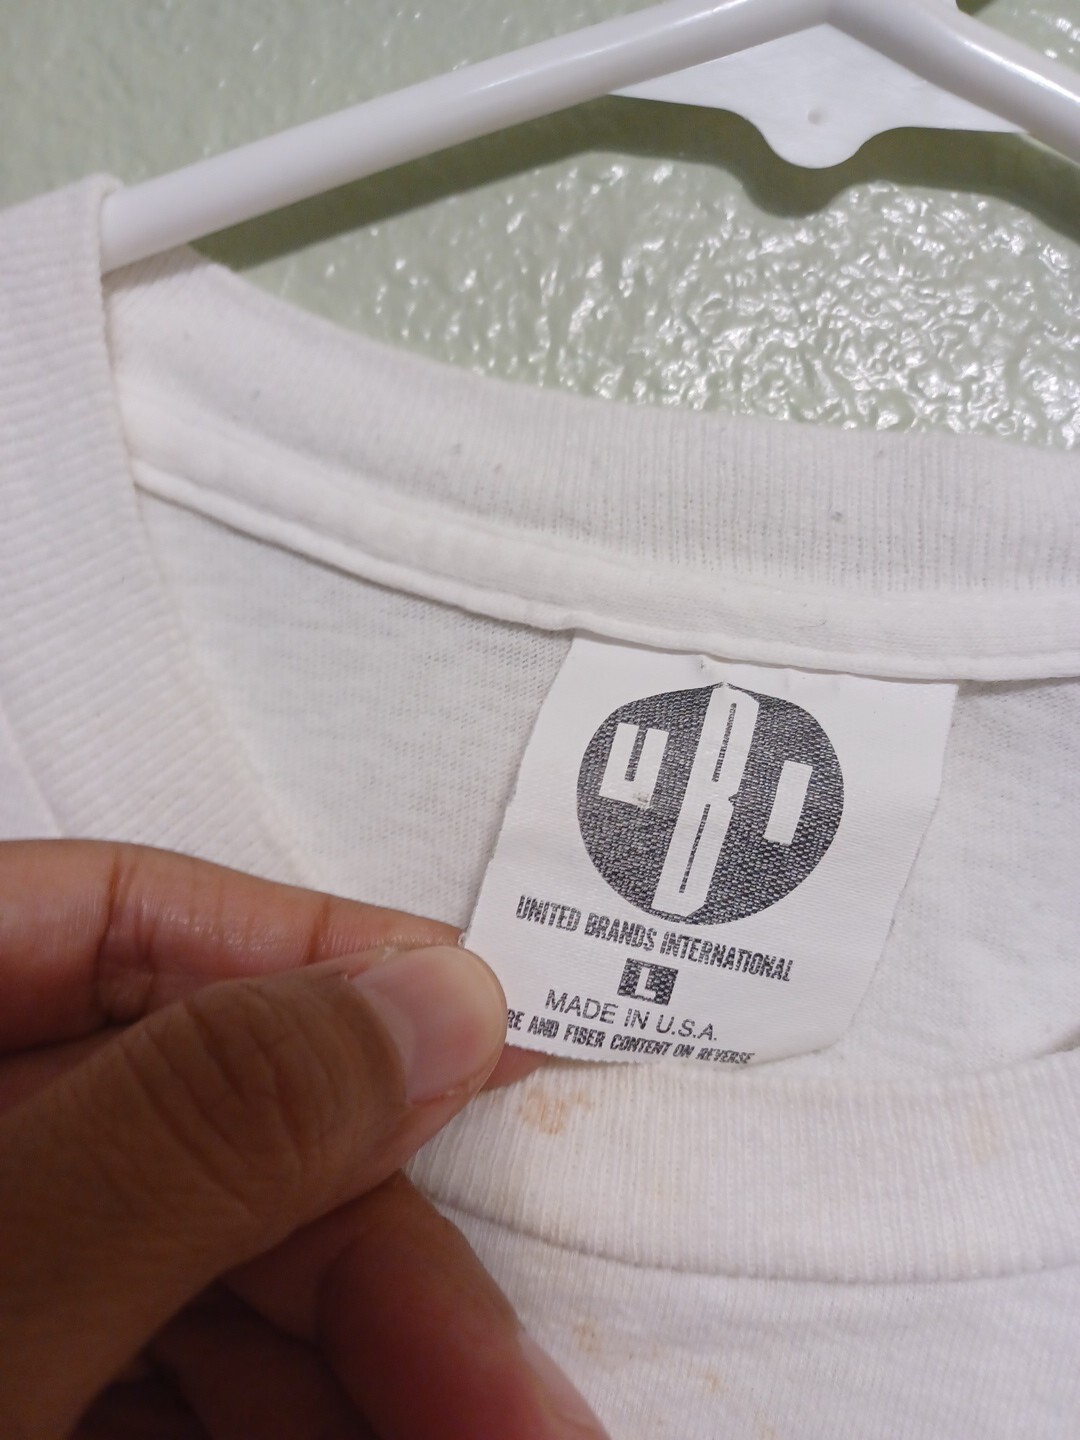 UBI
UNITED BRANDS INTERNATIONAL
L
MADE IN U.S.A.
AND FIBER CONTENT ON REVERSE